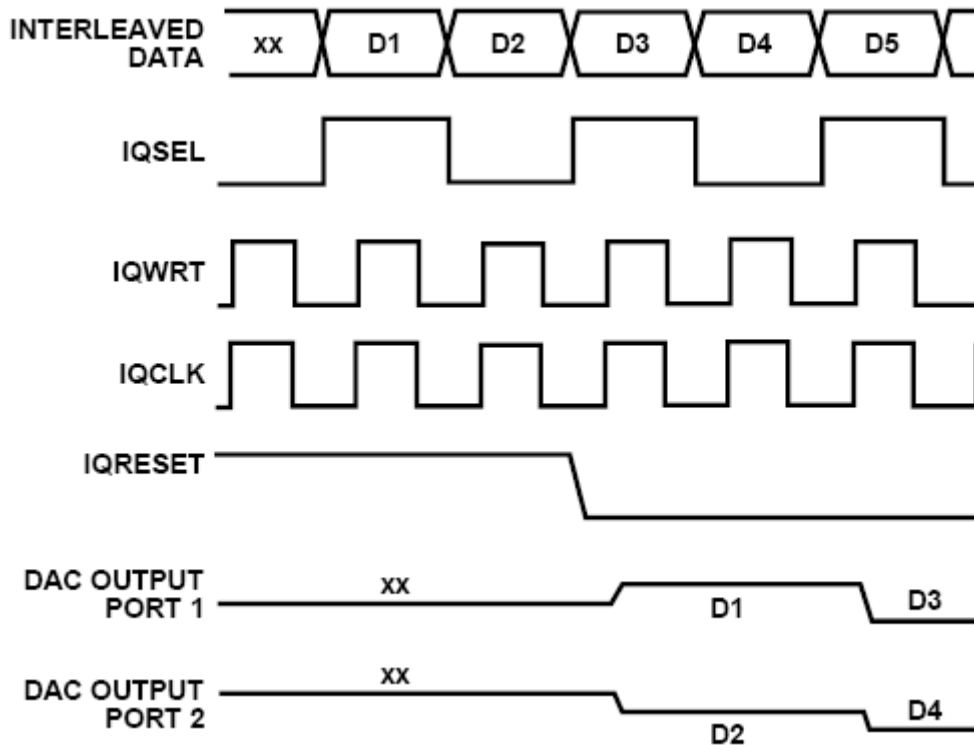 INTERLEAVED
DATA
xx D1 D2 D3 D4 D5
IQSEL
IQWRT
IQCLK
IQRESET
DAC OUTPUT
PORT 1
xx
D1
D3
DAC OUTPUT
PORT 2
xx
D2
D4